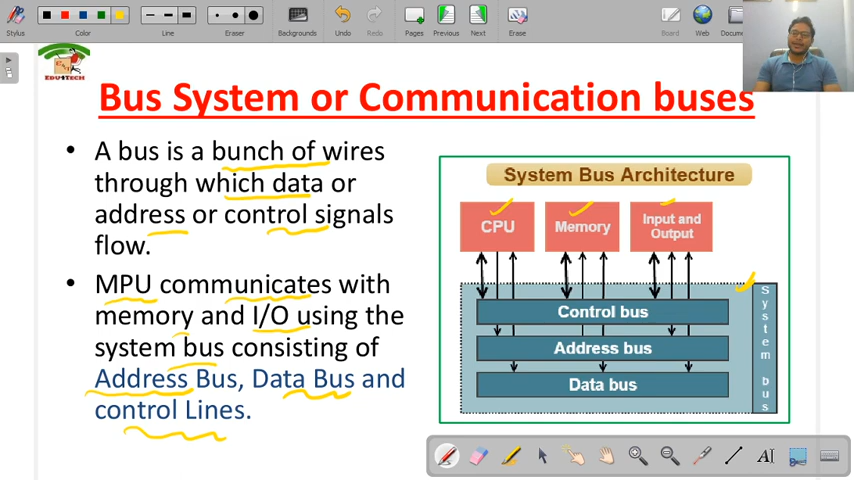 Stylus
Color
Line
Eraser
Backgrounds
Undo
Redo
Pages
Previous
Next
Erase
Board
Web
Docum
EDU4TECH
Bus System or Communication buses
• A bus is a bunch of wires
through which data or
address or control signals
flow.
• MPU communicates with
memory and I/O using the
system bus consisting of
Address Bus, Data Bus and
control Lines.
System Bus Architecture
CPU
Memory
Input and
Output
Control bus
Address bus
Data bus
System bus